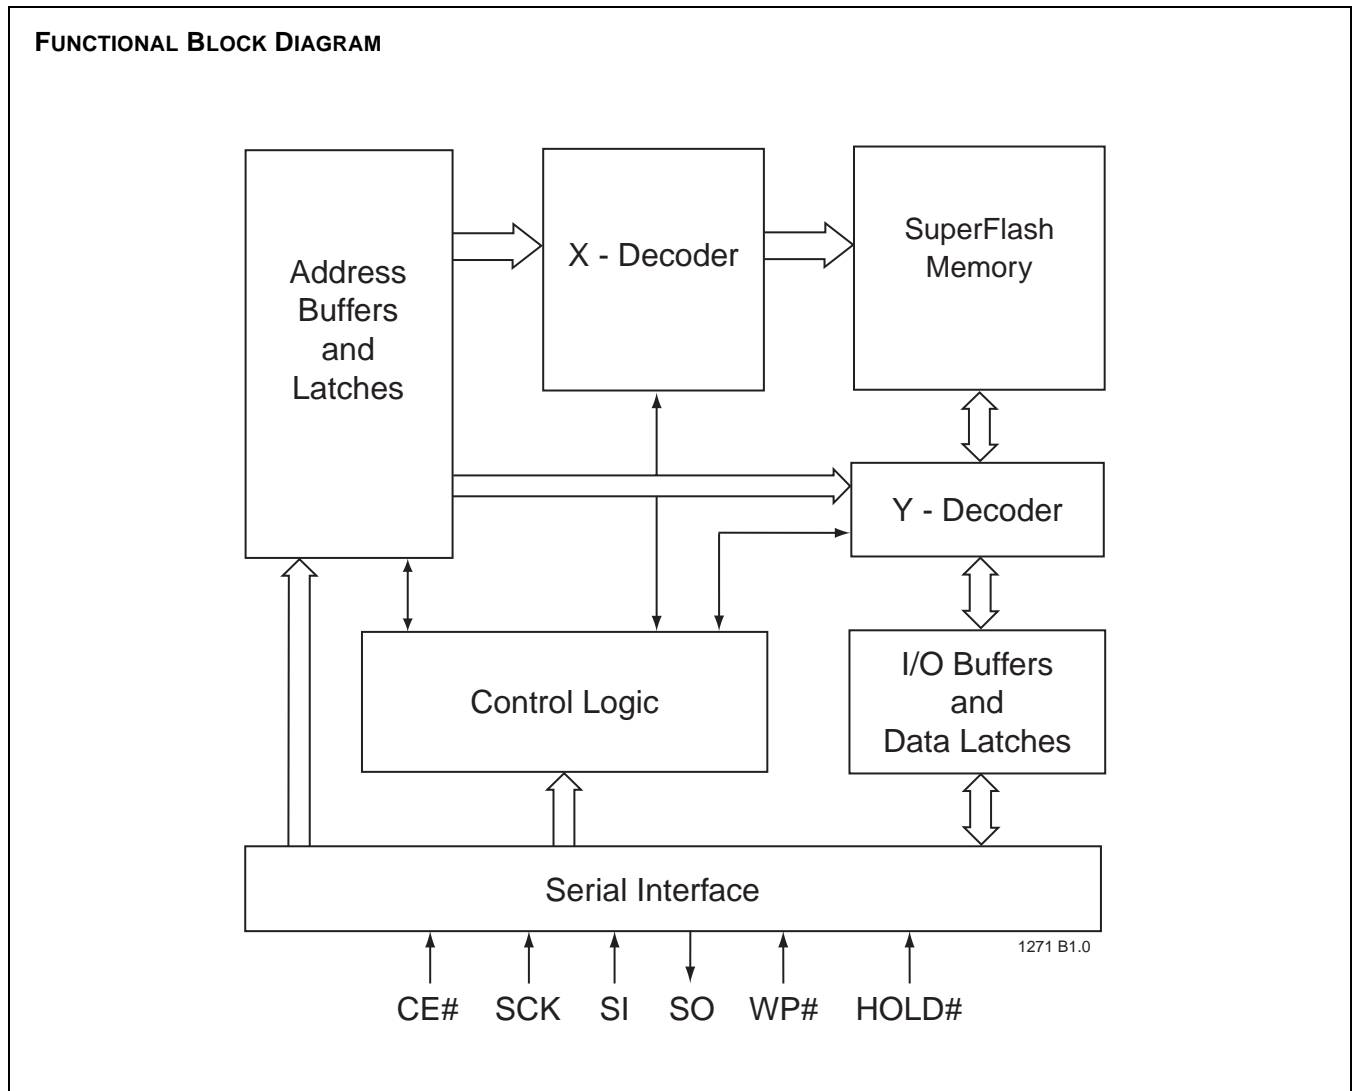 FUNCTIONAL BLOCK DIAGRAM
Address
Buffers
and
Latches
X - Decoder
SuperFlash
Memory
Y - Decoder
Control Logic
I/O Buffers
and
Data Latches
Serial Interface
1271 B1.0
CE# SCK SI SO WP# HOLD#